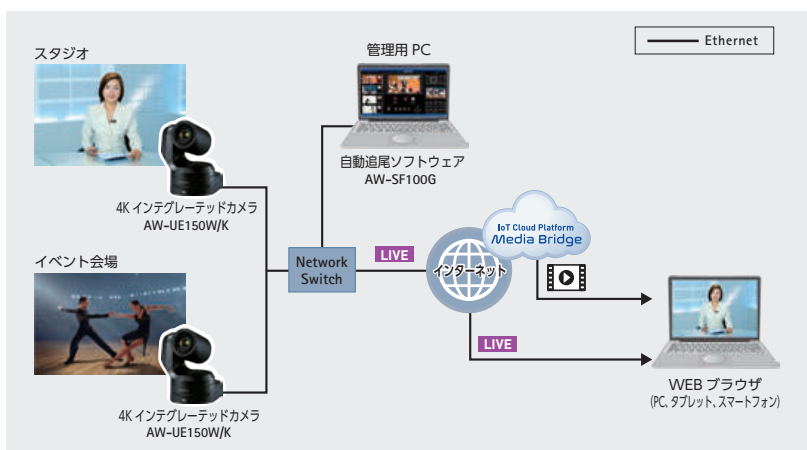 スタジオ
管理用 PC
Ethernet
自動追尾ソフトウェア
AW-SF100G
4K インテグレーテッドカメラ
AW-UE150W/K
IoT Cloud Platform
Media Bridge
イベント会場
Network
Switch
LIVE
インターネット
LIVE
WEB ブラウザ
(PC、タブレット、スマートフォン)
4K インテグレーテッドカメラ
AW-UE150W/K